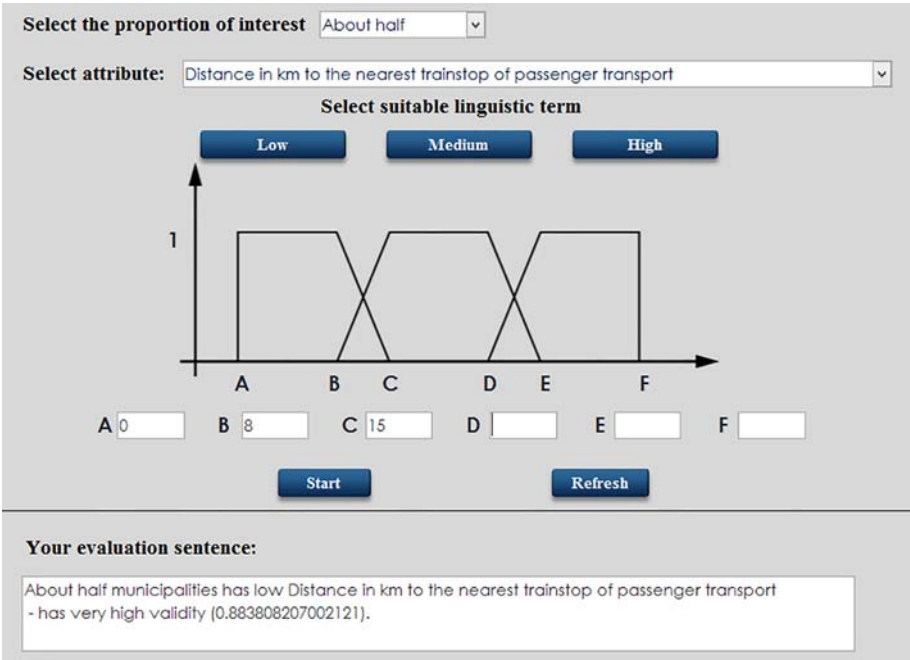 Select the proportion of interest About half
Select attribute: Distance in km to the nearest trainstop of passenger transport
Select suitable linguistic term
Low Medium High
1
A B C D E F
A 0 B 8 C 15 D E F
Start Refresh
Your evaluation sentence:
About half municipalities has low Distance in km to the nearest trainstop of passenger transport
- has very high validity (0.883808207002121).